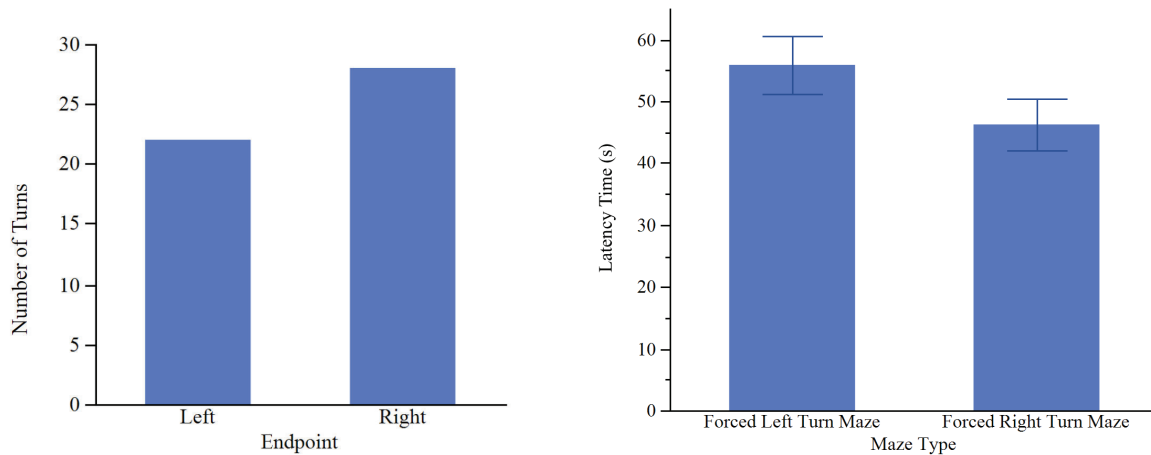 Number of Turns
30
25
20
15
10
5
0
Left Right
Endpoint
Latency Time (s)
60
50
40
30
20
10
0
Forced Left Turn Maze Forced Right Turn Maze
Maze Type